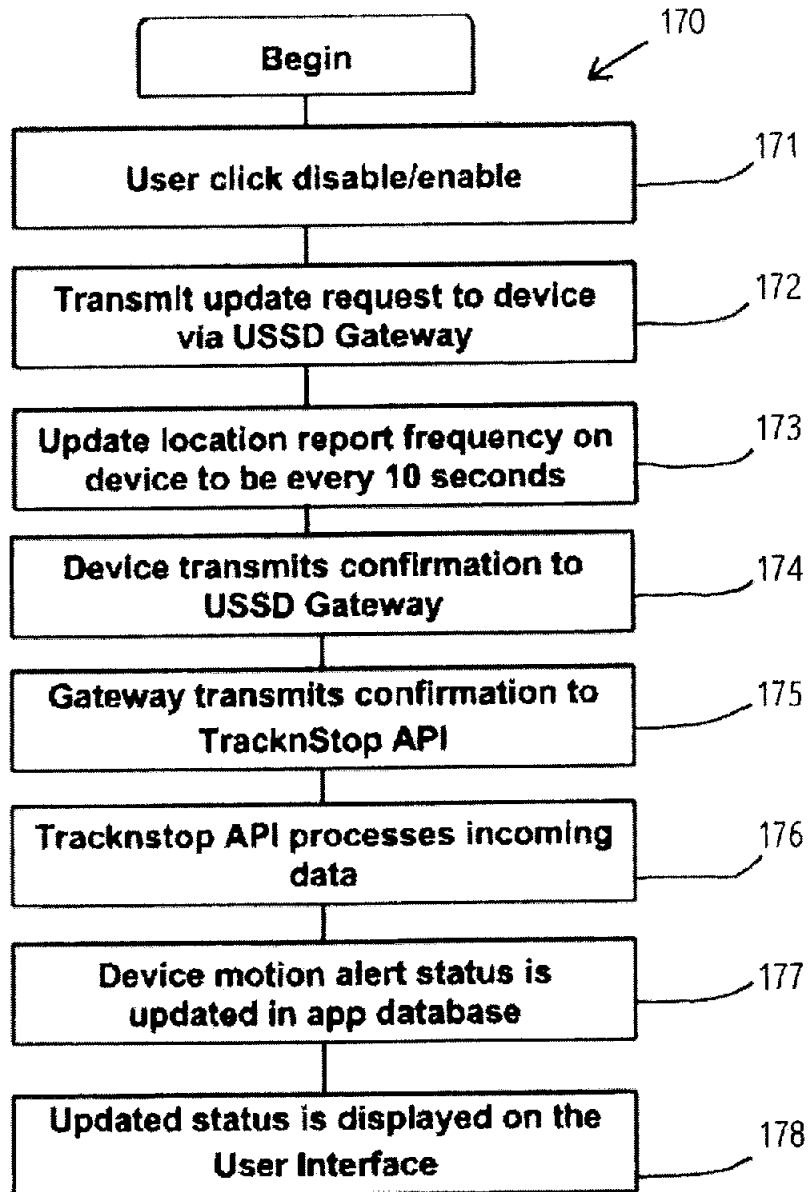 Begin
170
User click disable/enable
171
Transmit update request to device
via USSD Gateway
172
Update location report frequency on
device to be every 10 seconds
173
Device transmits confirmation to
USSD Gateway
174
Gateway transmits confirmation to
TracknStop API
175
Tracknstop API processes incoming
data
176
Device motion alert status is
updated in app database
177
Updated status is displayed on the
User Interface
178